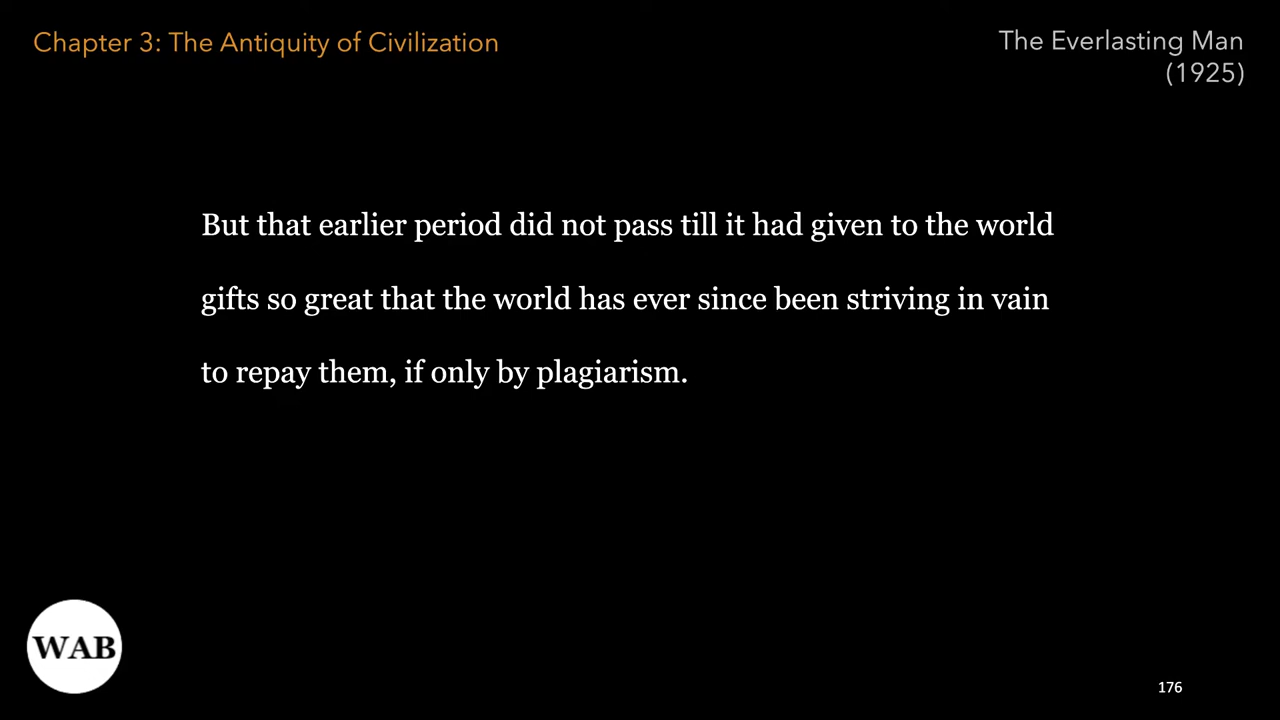 Chapter 3: The Antiquity of Civilization
The Everlasting Man
(1925)
But that earlier period did not pass till it had given to the world
gifts so great that the world has ever since been striving in vain
to repay them, if only by plagiarism.
WAB
176